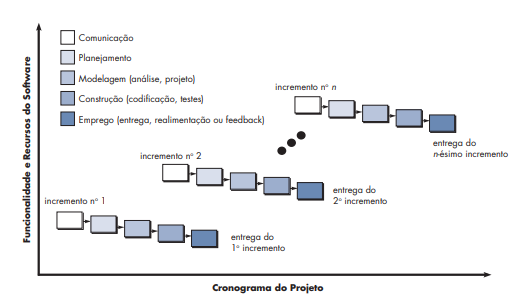 Funcionalidade e Recursos do Software
Comunicação
Planejamento
Modelagem (análise, projeto)
Construção (codificação, testes)
Emprego (entrega, realimentação ou feedback)
incremento nº n
entrega do
n-ésimo incremento
incremento nº 2
entrega do
2º incremento
incremento nº 1
entrega do
1º incremento
Cronograma do Projeto